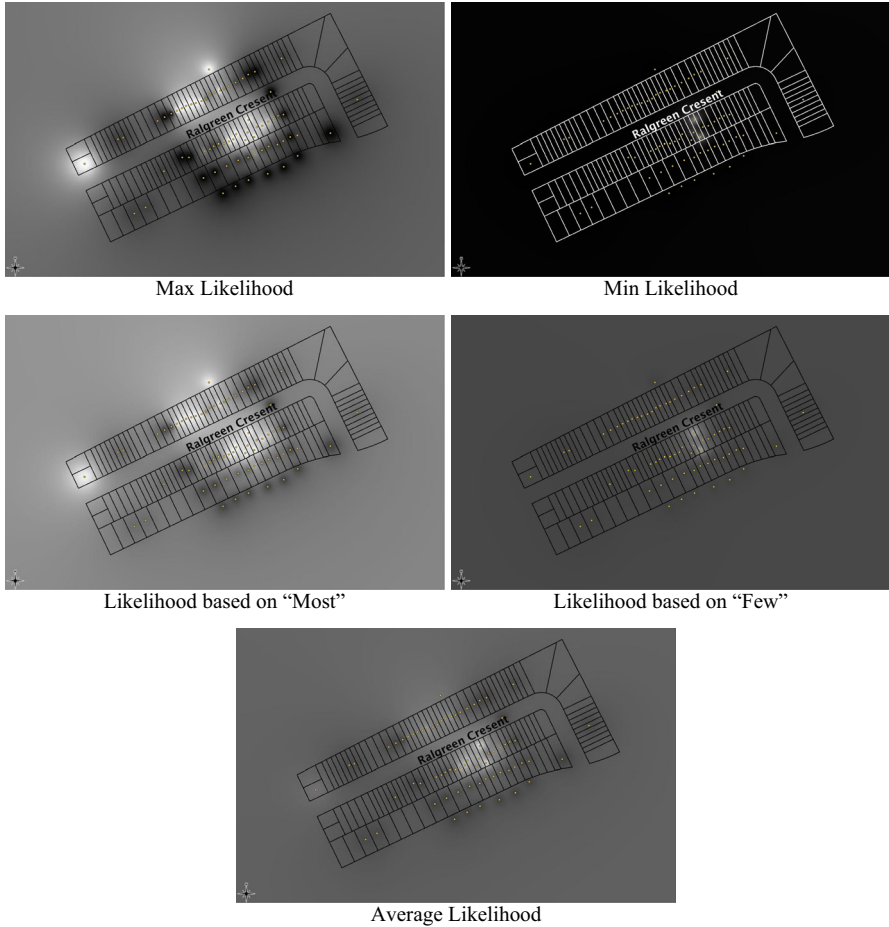 Ralgreen Cresent
Ralgreen Cresent
Max Likelihood
Min Likelihood
Ralgreen Cresent
Ralgreen Cresent
Likelihood based on “Most”
Likelihood based on “Few”
Ralgreen Cresent
Average Likelihood